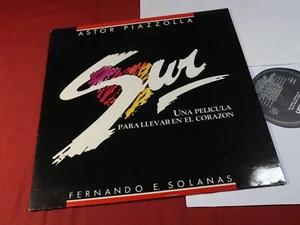 ASTOR PIAZZOLLA
Sur
UNA PELICULA
PARA LLEVAR EN EL CORAZON
FERNANDO E. SOLANAS